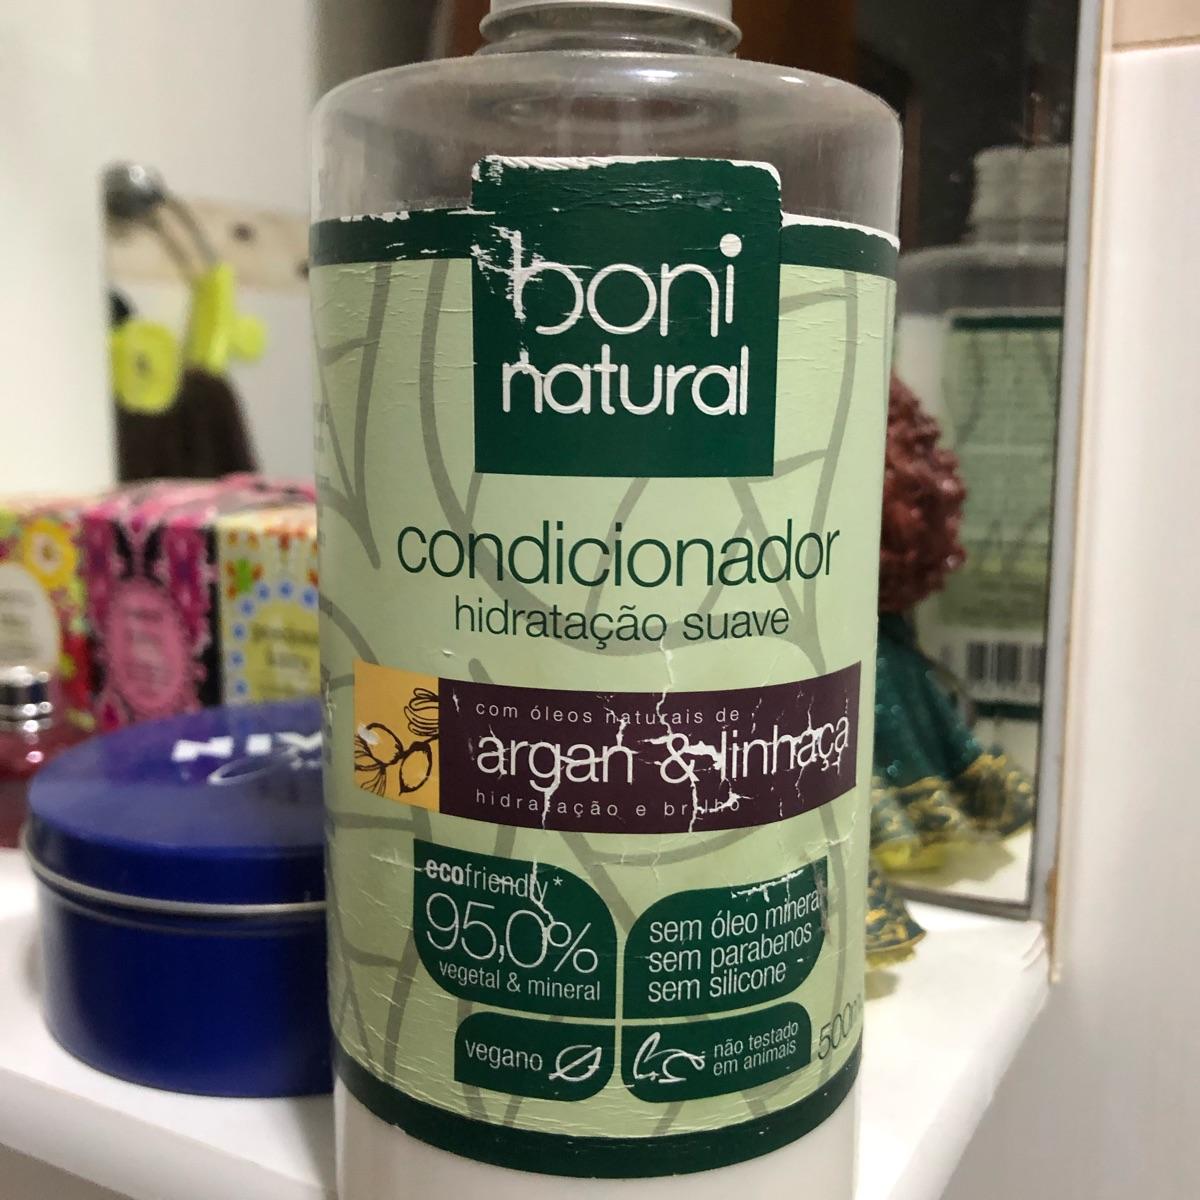 boni
natural
condicionador
hidratação suave
com óleos naturais de
argan & linhaça
hidratação e brilho
ecofriendly*
95,0%
vegetal & mineral
sem óleo mineral
sem parabenos
sem silicone
vegano
não testado
em animais